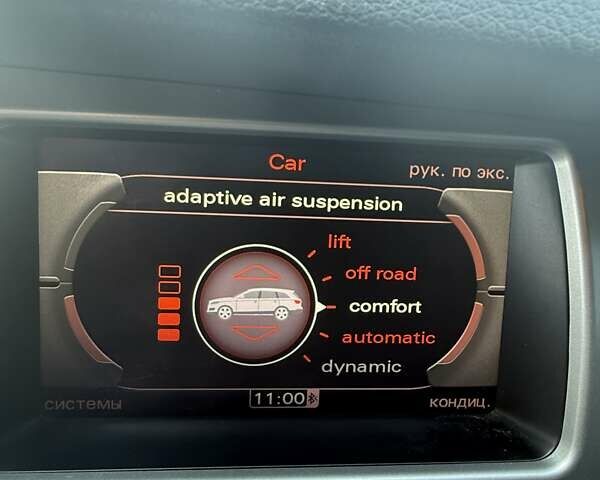 Car
рук. по экс.
adaptive air suspension
lift
off road
comfort
automatic
dynamic
системы
11:00
кондиц.